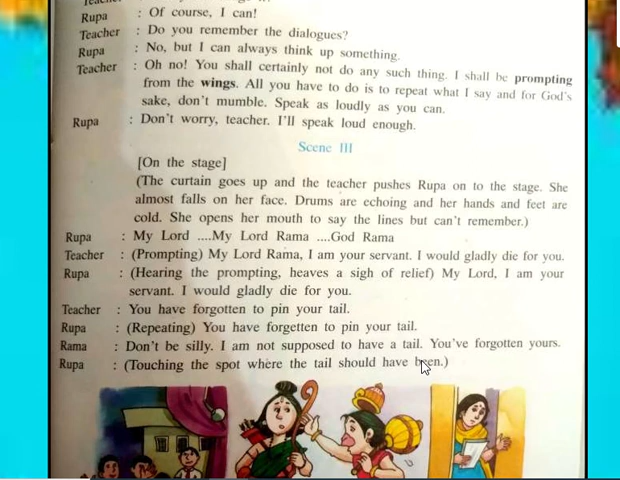 Rupa : Of course, I can!
Teacher : Do you remember the dialogues?
Rupa : No, but I can always think up something.
Teacher : Oh no! You shall certainly not do any such thing. I shall be prompting
from the wings. All you have to do is to repeat what I say and for God's
sake, don't mumble. Speak as loudly as you can.
Rupa : Don't worry, teacher. I'll speak loud enough.
Scene III
[On the stage]
(The curtain goes up and the teacher pushes Rupa on to the stage. She
almost falls on her face. Drums are echoing and her hands and feet are
cold. She opens her mouth to say the lines but can't remember.)
Rupa : My Lord ....My Lord Rama ....God Rama
Teacher : (Prompting) My Lord Rama, I am your servant. I would gladly die for you.
Rupa : (Hearing the prompting, heaves a sigh of relief) My Lord, I am your
servant. I would gladly die for you.
Teacher : You have forgotten to pin your tail.
Rupa : (Repeating) You have forgetten to pin your tail.
Rama : Don't be silly. I am not supposed to have a tail. You've forgotten yours.
Rupa : (Touching the spot where the tail should have been.)